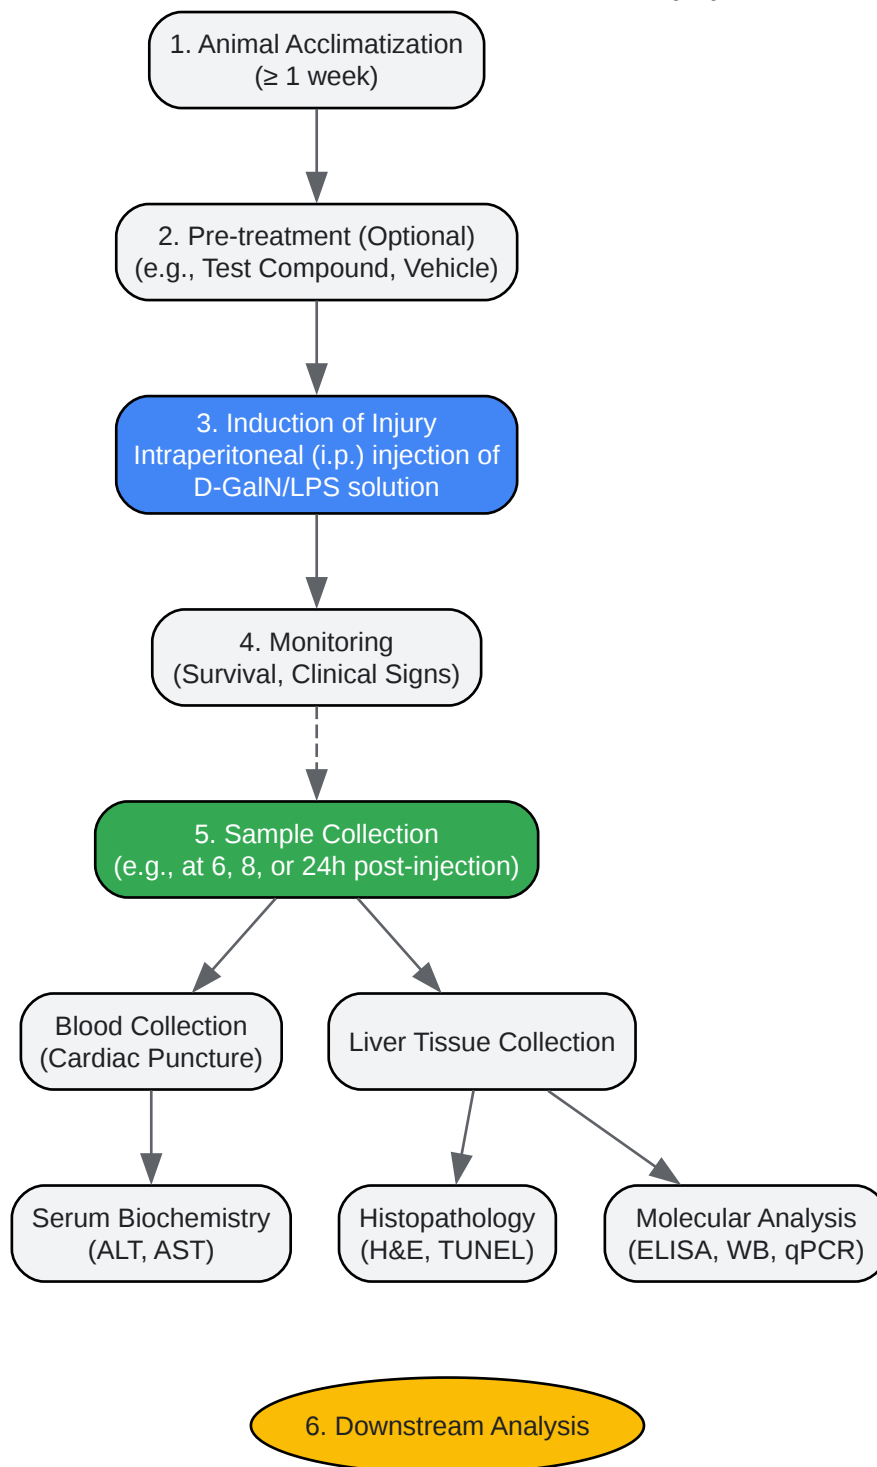 1. Animal Acclimatization
(≥ 1 week)
2. Pre-treatment (Optional)
(e.g., Test Compound, Vehicle)
3. Induction of Injury
Intraperitoneal (i.p.) injection of
D-GalN/LPS solution
4. Monitoring
(Survival, Clinical Signs)
5. Sample Collection
(e.g., at 6, 8, or 24h post-injection)
Blood Collection
(Cardiac Puncture)
Liver Tissue Collection
Serum Biochemistry
(ALT, AST)
Histopathology
(H&E, TUNEL)
Molecular Analysis
(ELISA, WB, qPCR)
6. Downstream Analysis